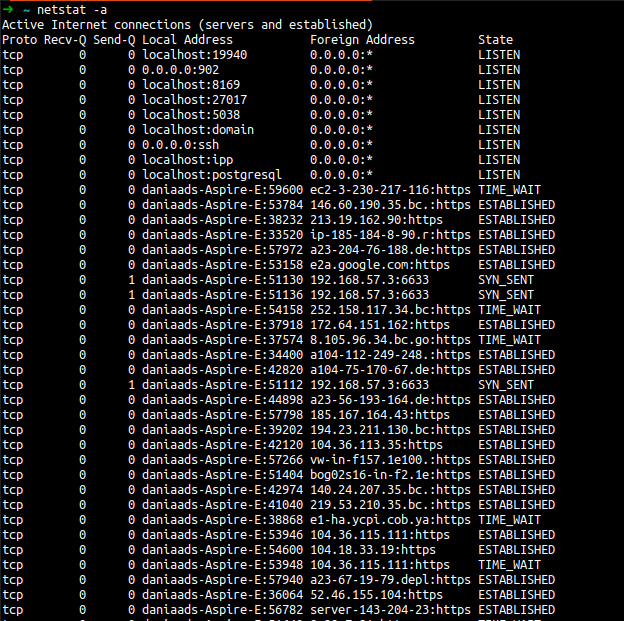 → ~ netstat -a
Active Internet connections (servers and established)
Proto Recv-Q Send-Q Local Address           Foreign Address         State
tcp        0      0 localhost:19940         0.0.0.0:*               LISTEN
tcp        0      0 0.0.0.0:902             0.0.0.0:*               LISTEN
tcp        0      0 localhost:8169          0.0.0.0:*               LISTEN
tcp        0      0 localhost:27017         0.0.0.0:*               LISTEN
tcp        0      0 localhost:5038          0.0.0.0:*               LISTEN
tcp        0      0 localhost:domain        0.0.0.0:*               LISTEN
tcp        0      0 0.0.0.0:ssh             0.0.0.0:*               LISTEN
tcp        0      0 localhost:ipp           0.0.0.0:*               LISTEN
tcp        0      0 localhost:postgresql    0.0.0.0:*               LISTEN
tcp        0      0 daniaads-Aspire-E:59600 ec2-3-230-217-116:https TIME_WAIT
tcp        0      0 daniaads-Aspire-E:53784 146.60.190.35.bc.:https ESTABLISHED
tcp        0      0 daniaads-Aspire-E:38232 213.19.162.90:https     ESTABLISHED
tcp        0      0 daniaads-Aspire-E:33520 ip-185-184-8-90.r:https ESTABLISHED
tcp        0      0 daniaads-Aspire-E:57972 a23-204-76-188.de:https ESTABLISHED
tcp        0      0 daniaads-Aspire-E:53158 e2a.google.com:https    ESTABLISHED
tcp        0      1 daniaads-Aspire-E:51130 192.168.57.3:6633       SYN_SENT
tcp        0      1 daniaads-Aspire-E:51136 192.168.57.3:6633       SYN_SENT
tcp        0      0 daniaads-Aspire-E:54158 252.158.117.34.bc:https TIME_WAIT
tcp        0      0 daniaads-Aspire-E:37918 172.64.151.162:https    ESTABLISHED
tcp        0      0 daniaads-Aspire-E:37574 8.105.96.34.bc.go:https TIME_WAIT
tcp        0      0 daniaads-Aspire-E:34400 a104-112-249-248.:https ESTABLISHED
tcp        0      0 daniaads-Aspire-E:42820 a104-75-170-67.de:https ESTABLISHED
tcp        0      1 daniaads-Aspire-E:51112 192.168.57.3:6633       SYN_SENT
tcp        0      0 daniaads-Aspire-E:44898 a23-56-193-164.de:https ESTABLISHED
tcp        0      0 daniaads-Aspire-E:57798 185.167.164.43:https    ESTABLISHED
tcp        0      0 daniaads-Aspire-E:39202 194.23.211.130.bc:https ESTABLISHED
tcp        0      0 daniaads-Aspire-E:42120 104.36.113.35:https     ESTABLISHED
tcp        0      0 daniaads-Aspire-E:57266 vw-in-f157.1e100.:https ESTABLISHED
tcp        0      0 daniaads-Aspire-E:51404 bog02s16-in-f2.1e:https ESTABLISHED
tcp        0      0 daniaads-Aspire-E:42974 140.24.207.35.bc.:https ESTABLISHED
tcp        0      0 daniaads-Aspire-E:41040 219.53.210.35.bc.:https ESTABLISHED
tcp        0      0 daniaads-Aspire-E:38868 e1-ha.ycpi.cob.ya:https TIME_WAIT
tcp        0      0 daniaads-Aspire-E:53946 104.36.115.111:https    ESTABLISHED
tcp        0      0 daniaads-Aspire-E:54600 104.18.33.19:https      ESTABLISHED
tcp        0      0 daniaads-Aspire-E:53948 104.36.115.111:https    TIME_WAIT
tcp        0      0 daniaads-Aspire-E:57940 a23-67-19-79.depl:https ESTABLISHED
tcp        0      0 daniaads-Aspire-E:36064 52.46.155.104:https     ESTABLISHED
tcp        0      0 daniaads-Aspire-E:56782 server-143-204-23:https ESTABLISHED